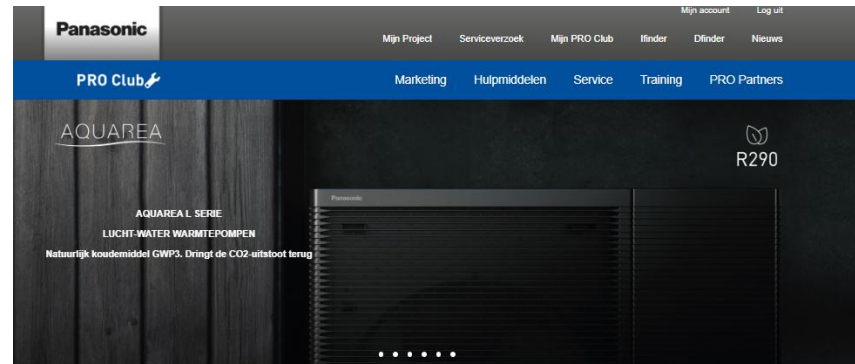 Mijn account Log uit
Panasonic
Mijn Project Serviceverzoek Mijn PRO Club Ifinder Dfinder Nieuws
PRO Club Marketing Hulpmiddelen Service Training PRO Partners
AQUAREA
R290
Panasonic
AQUAREA L SERIE
LUCHT-WATER WARMTEPOMPEN
Natuurlijk koudemiddel GWP3. Dringt de CO2-uitstoot terug